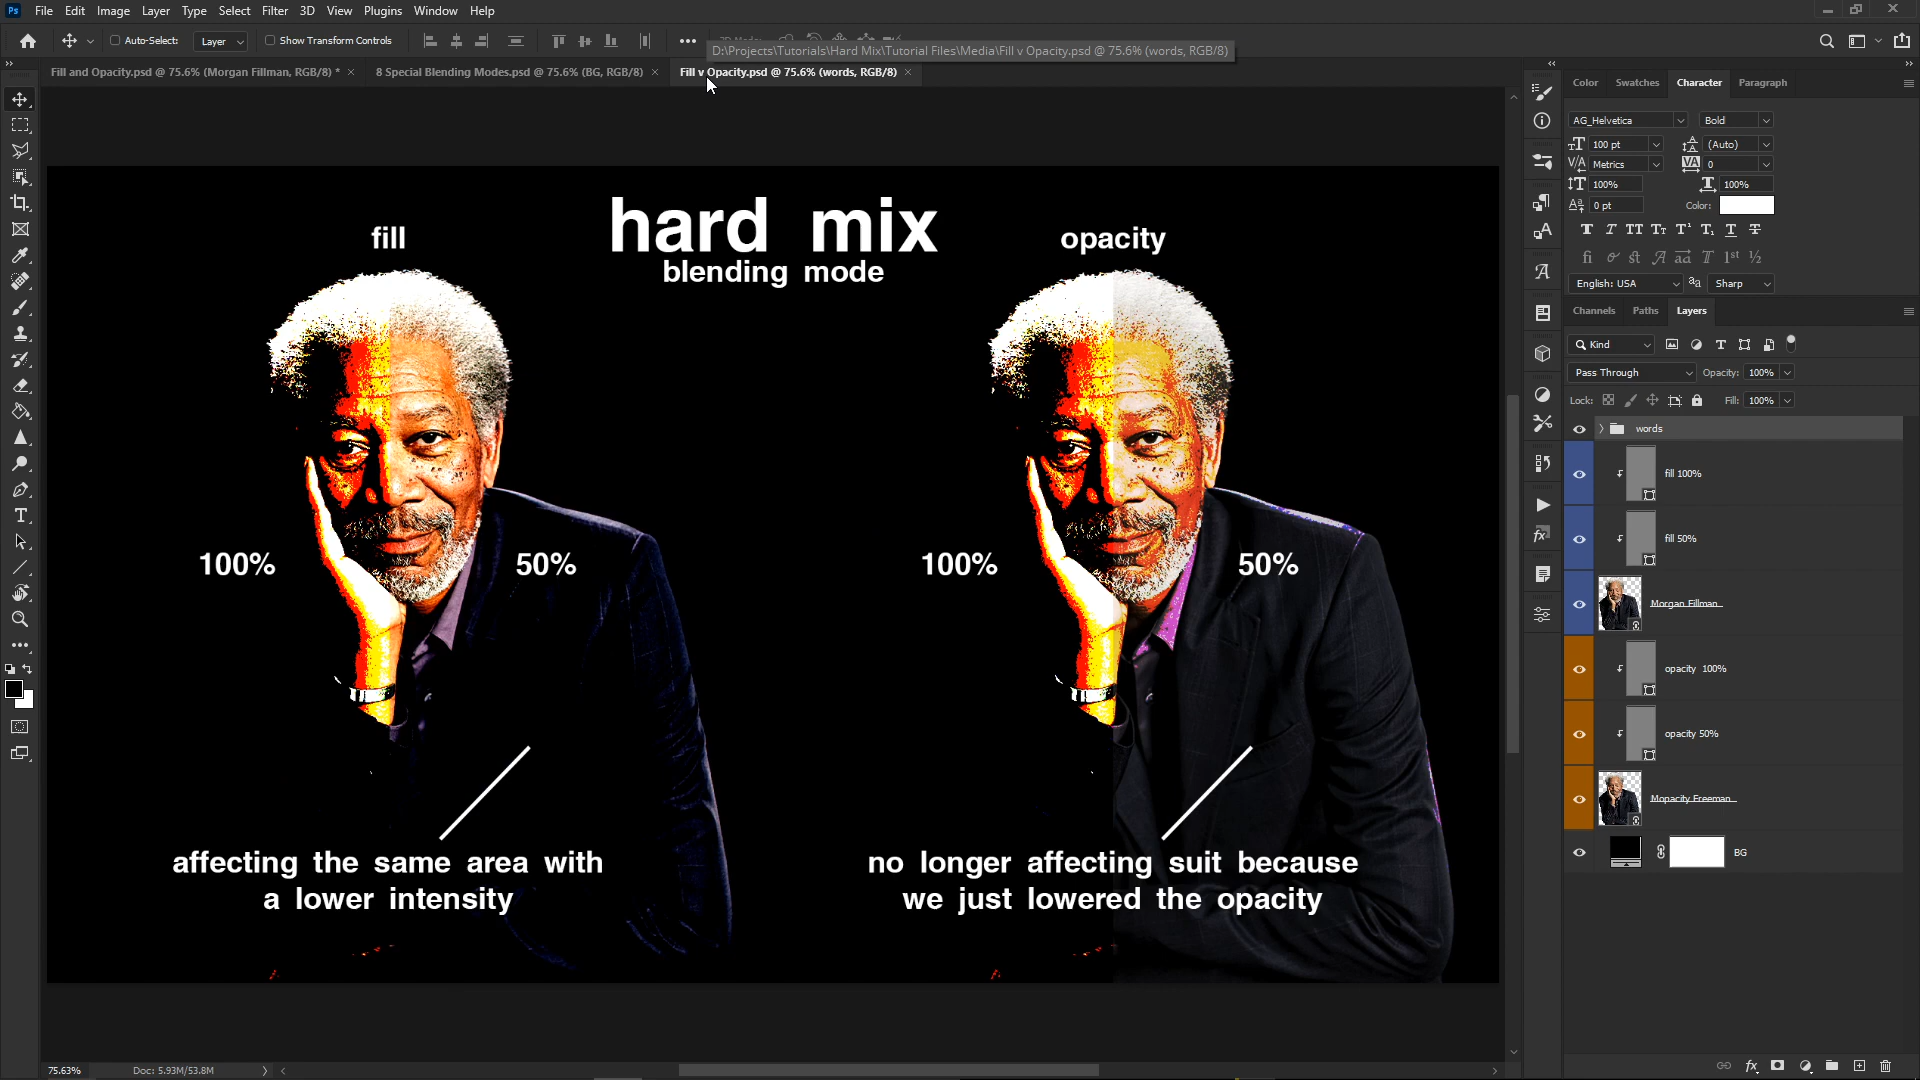 Ps File Edit Image Layer Type Select Filter 3D View Plugins Window Help
Auto-Select: Layer Show Transform Controls
D:\Projects\Tutorials\Hard Mix\Tutorial Files\Media\Fill v Opacity.psd @ 75.6% (words, RGB/8)
Fill and Opacity.psd @ 75.6% (Morgan Fillman, RGB/8) * × 8 Special Blending Modes.psd @ 75.6% (BG, RGB/8) × Fill v Opacity.psd @ 75.6% (words, RGB/8) ×
hard mix
blending mode
fill
100%
50%
affecting the same area with
a lower intensity
opacity
100%
50%
no longer affecting suit because
we just lowered the opacity
Color Swatches Character Paragraph
AG_Helvetica Bold
100 pt (Auto)
Metrics 0
100% 100%
0 pt Color:
English: USA Sharp
Channels Paths Layers
Kind
Pass Through Opacity: 100%
Lock: Fill: 100%
words
fill 100%
fill 50%
Morgan Fillman
opacity 100%
opacity 50%
Mopacity Freeman
BG
75.63% Doc: 5.93M/53.8M